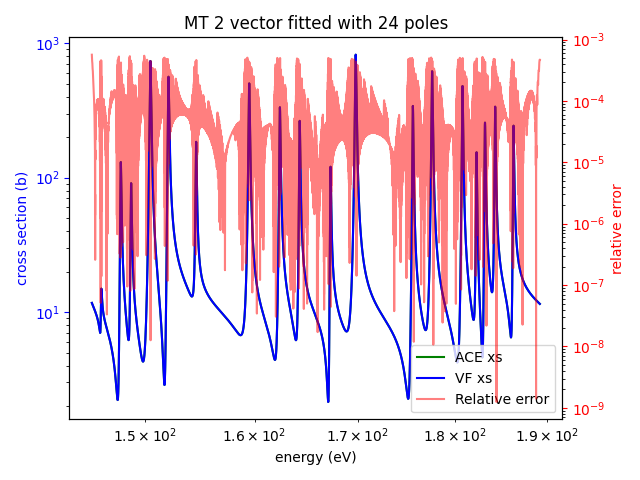 MT 2 vector fitted with 24 poles
cross section (b)
10³
10²
10¹
10⁻³
10⁻⁴
10⁻⁵
10⁻⁶
10⁻⁷
10⁻⁸
10⁻⁹
relative error
ACE xs
VF xs
Relative error
1.5 × 10² 1.6 × 10² 1.7 × 10² 1.8 × 10² 1.9 × 10²
energy (eV)